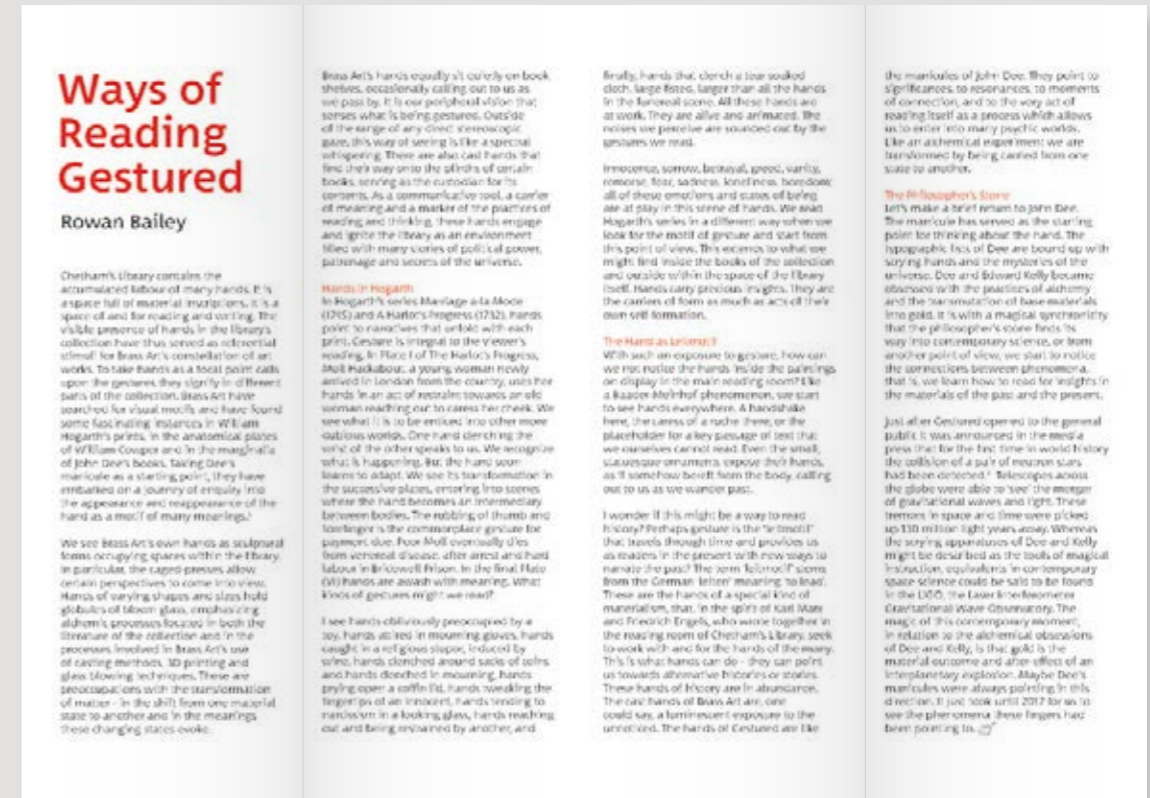 Ways of
Reading
Gestured
Rowan Bailey
Chetham's Library contains the
accumulated labour of many hands. It is
a space full of material inscriptions. It is a
space of and for reading and writing. The
visible presence of hands in the library's
collection have thus served as referential
stimuli for Brass Art's constellation of art
works. To take hands as a focal point calls
upon the gestures they signify in different
parts of the collection. Brass Art have
searched for visual motifs and have found
some fascinating instances in William
Hogarth's prints, in the anatomical plates
of William Cowper and in the marginalia
of John Dee's books. Taking Dee's
manicule as a starting point, they have
embarked on a journey of enquiry into
the appearance and reappearance of the
hand as a motif of many meanings.
We see Brass Art's own hands as sculptural
forms occupying spaces within the library.
In particular, the caged-presses allow
certain perspectives to come into view.
Hands of varying shapes and sizes hold
globules of bloom glass, emphasizing
alchemic processes located in both the
literature of the collection and in the
processes involved in Brass Art's use
of casting methods, 3D printing and
glass blowing techniques. These are
preoccupations with the transformation
of matter - in the shift from one material
state to another and in the meanings
these changing states evoke.
Brass Art's hands equally sit quietly on book
shelves, occasionally calling out to us as
we pass by. It is our peripheral vision that
senses what is being gestured. Outside
of the range of any direct stereoscopic
gaze, this way of seeing is like a spectral
whispering. There are also cast hands that
find their way onto the plinths of certain
books, serving as the custodian for its
contents. As a communicative tool, a carrier
of meaning and a marker of the practices of
reading and thinking, these hands engage
and ignite the library as an environment
filled with many stories of political power,
patronage and secrets of the universe.
Hands in Hogarth
In Hogarth's series Marriage a-la Mode
(1745) and A Harlot's Progress (1732), hands
point to narratives that unfold with each
print. Gesture is integral to the viewer's
reading. In Plate I of The Harlot's Progress,
Moll Hackabout, a young woman newly
arrived in London from the country, uses her
hands in an act of restraint towards an old
woman reaching out to caress her cheek. We
see what it is to be enticed into other more
dubious worlds. One hand clenching the
wrist of the other speaks to us. We recognize
what is happening. But the hand soon
learns to adapt. We see its transformation in
the successive plates, entering into scenes
where the hand becomes an intermediary
between bodies. The rubbing of thumb and
forefinger is the commonplace gesture for
payment due. Poor Moll eventually dies
from venereal disease, after arrest and hard
labour in Bridewell Prison. In the final Plate
(VI) hands are awash with meaning. What
kinds of gestures might we read?
I see hands obliviously preoccupied by a
toy, hands attired in mourning gloves, hands
caught in a religious stupor, induced by
wine, hands clenched around sacks of coins
and hands clenched in mourning, hands
prying open a coffin lid, hands tweaking the
fingertips of an innocent, hands tending to
narcissism in a looking glass, hands reaching
out and being restrained by another, and
finally, hands that clench a tear soaked
cloth, large fisted, larger than all the hands
in the funereal scene. All these hands are
at work. They are alive and animated. The
noises we perceive are sounded out by the
gestures we read.
Innocence, sorrow, betrayal, greed, vanity,
remorse, fear, sadness, loneliness, boredom;
all of these emotions and states of being
are at play in this scene of hands. We read
Hogarth's series in a different way when we
look for the motif of gesture and start from
this point of view. This extends to what we
might find inside the books of the collection
and outside within the space of the library
itself. Hands carry precious insights. They are
the carriers of form as much as acts of their
own self-formation.
The Hand as Leitmotif
With such an exposure to gesture, how can
we not notice the hands inside the paintings
on display in the main reading room? Like
a Baader-Meinhof phenomenon, we start
to see hands everywhere. A handshake
here, the caress of a ruche there, or the
placeholder for a key passage of text that
we ourselves cannot read. Even the small,
statuesque ornaments, expose their hands,
as if somehow bereft from the body, calling
out to us as we wander past.
I wonder if this might be a way to read
history? Perhaps gesture is the 'leitmotif'
that travels through time and provides us
as readers in the present with new ways to
narrate the past? The term 'leitmotif' stems
from the German 'leiten' meaning 'to lead'.
These are the hands of a special kind of
materialism, that, in the spirit of Karl Marx
and Friedrich Engels, who wrote together in
the reading room of Chetham's Library, seek
to work with and for the hands of the many.
This is what hands can do - they can point
us towards alternative histories or stories.
These hands of history are in abundance.
The cast hands of Brass Art are, one
could say, a luminescent exposure to the
unnoticed. The hands of Gestured are like
the manicules of John Dee. They point to
significances, to resonances, to moments
of connection, and to the very act of
reading itself as a process which allows
us to enter into many psychic worlds.
Like an alchemical experiment we are
transformed by being carried from one
state to another.
The Philosopher's Stone
Let's make a brief return to John Dee.
The manicule has served as the starting
point for thinking about the hand. The
typographic fists of Dee are bound up with
scrying hands and the mysteries of the
universe. Dee and Edward Kelly became
obsessed with the practices of alchemy
and the transmutation of base materials
into gold. It is with a magical synchronicity
that the philosopher's stone finds its
way into contemporary science, or from
another point of view, we start to notice
the connections between phenomena,
that is, we learn how to read for insights in
the materials of the past and the present.
Just after Gestured opened to the general
public it was announced in the media
press that for the first time in world history
the collision of a pair of neutron stars
had been detected. Telescopes across
the globe were able to 'see' the merger
of gravitational waves and light. These
tremors in space and time were picked
up 130 million light years away. Whereas
the scrying apparatuses of Dee and Kelly
might be described as the tools of magical
instruction, equivalents in contemporary
space science could be said to be found
in the LIGO, the Laser Interferometer
Gravitational Wave Observatory. The
magic of this contemporary moment,
in relation to the alchemical obsessions
of Dee and Kelly, is that gold is the
material outcome and after-effect of an
interplanetary explosion. Maybe Dee's
manicules were always pointing in this
direction. It just took until 2017 for us to
see the phenomena these fingers had
been pointing to.